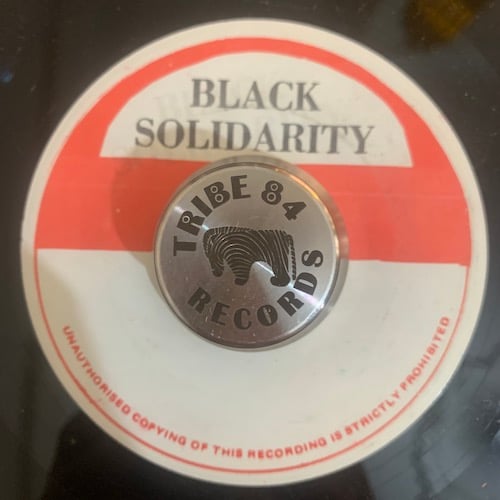 BLACK
SOLIDARITY
TRIBE 84
RECORDS
UNAUTHORISED COPYING OF THIS RECORDING IS STRICTLY PROHIBITED